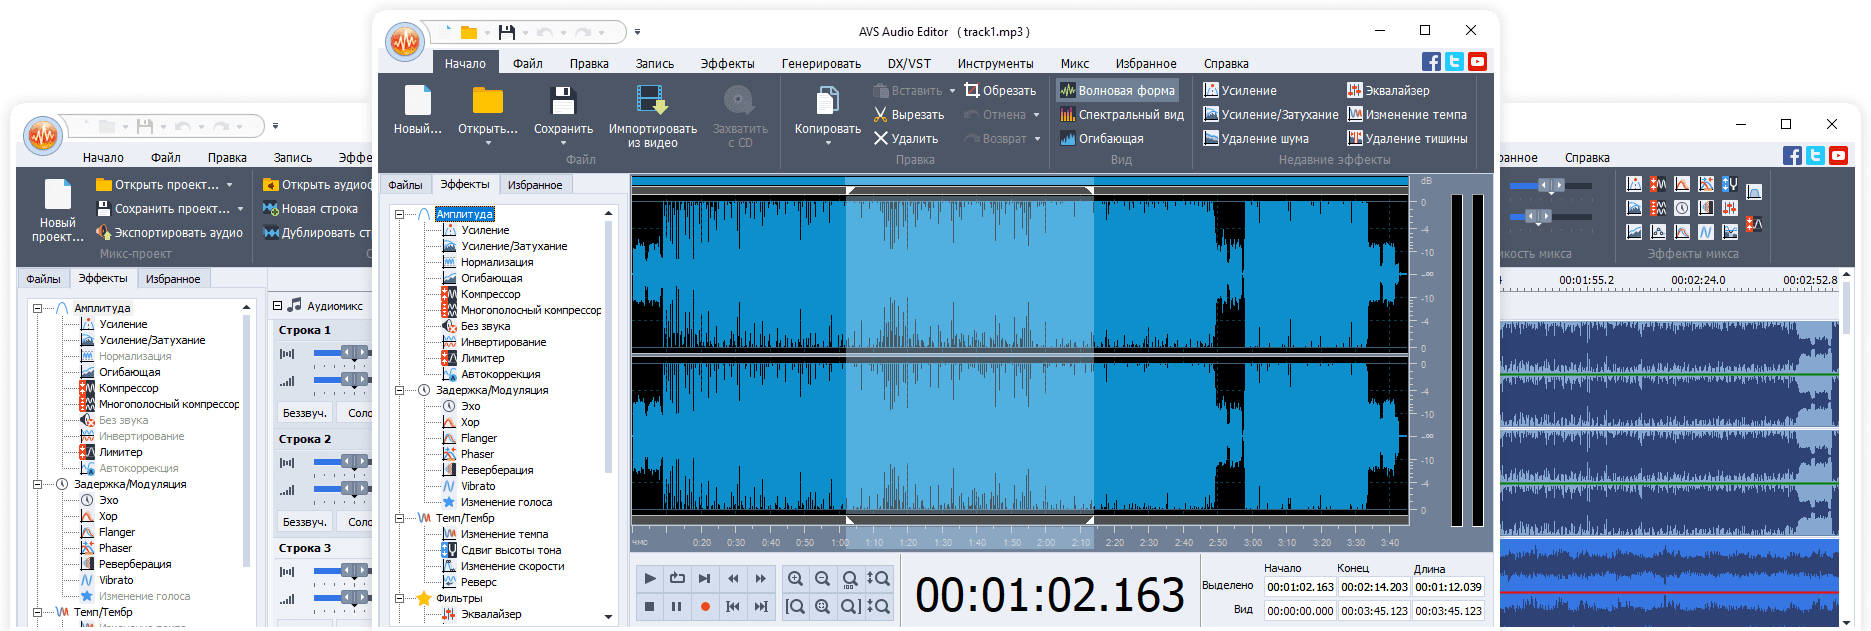 AVS Audio Editor ( track1.mp3 )
Начало Файл Правка Запись Эффекты Генерировать DX/VST Инструменты Микс Избранное Справка
Новый... Открыть... Сохранить Импортировать из видео Захватить с CD
Файл
Копировать Вставить Обрезать
Вырезать Отмена
Удалить Возврат
Правка
Волновая форма
Спектральный вид
Огибающая
Вид
Усиление Эквалайзер
Усиление/Затухание Изменение темпа
Удаление шума Удаление тишины
Недавние эффекты
Файлы Эффекты Избранное
Амплитуда
Усиление
Усиление/Затухание
Нормализация
Огибающая
Компрессор
Многополосный компрессор
Без звука
Инвертирование
Лимитер
Автокоррекция
Задержка/Модуляция
Эхо
Хор
Flanger
Phaser
Реверберация
Vibrato
Изменение голоса
Темп/Тембр
Изменение темпа
Сдвиг высоты тона
Изменение скорости
Реверс
Фильтры
Эквалайзер
dB
0
-4
-10
-∞
-10
-4
0
0
-4
-10
-∞
-10
-4
0
чмс 0:20 0:30 0:40 0:50 1:00 1:10 1:20 1:30 1:40 1:50 2:00 2:10 2:20 2:30 2:40 2:50 3:00 3:10 3:20 3:30 3:40
00:01:02.163
Начало Конец Длина
Выделено 00:01:02.163 00:02:14.203 00:01:12.039
Вид 00:00:00.000 00:03:45.123 00:03:45.123
Начало Файл Правка Запись Эффе
Новый проект...
Открыть проект...
Сохранить проект...
Экспортировать аудио
Микс-проект
Открыть аудиоф
Новая строка
Дублировать ст
Файлы Эффекты Избранное
Амплитуда
Усиление
Усиление/Затухание
Нормализация
Огибающая
Компрессор
Многополосный компрессор
Без звука
Инвертирование
Лимитер
Автокоррекция
Задержка/Модуляция
Эхо
Хор
Flanger
Phaser
Реверберация
Vibrato
Изменение голоса
Темп/Тембр
Аудиомикс
Строка 1
Беззвуч. Соло
Строка 2
Беззвуч. Соло
Строка 3
ранное Справка
кость микса
Эффекты микса
4 00:01:55.2 00:02:24.0 00:02:52.8